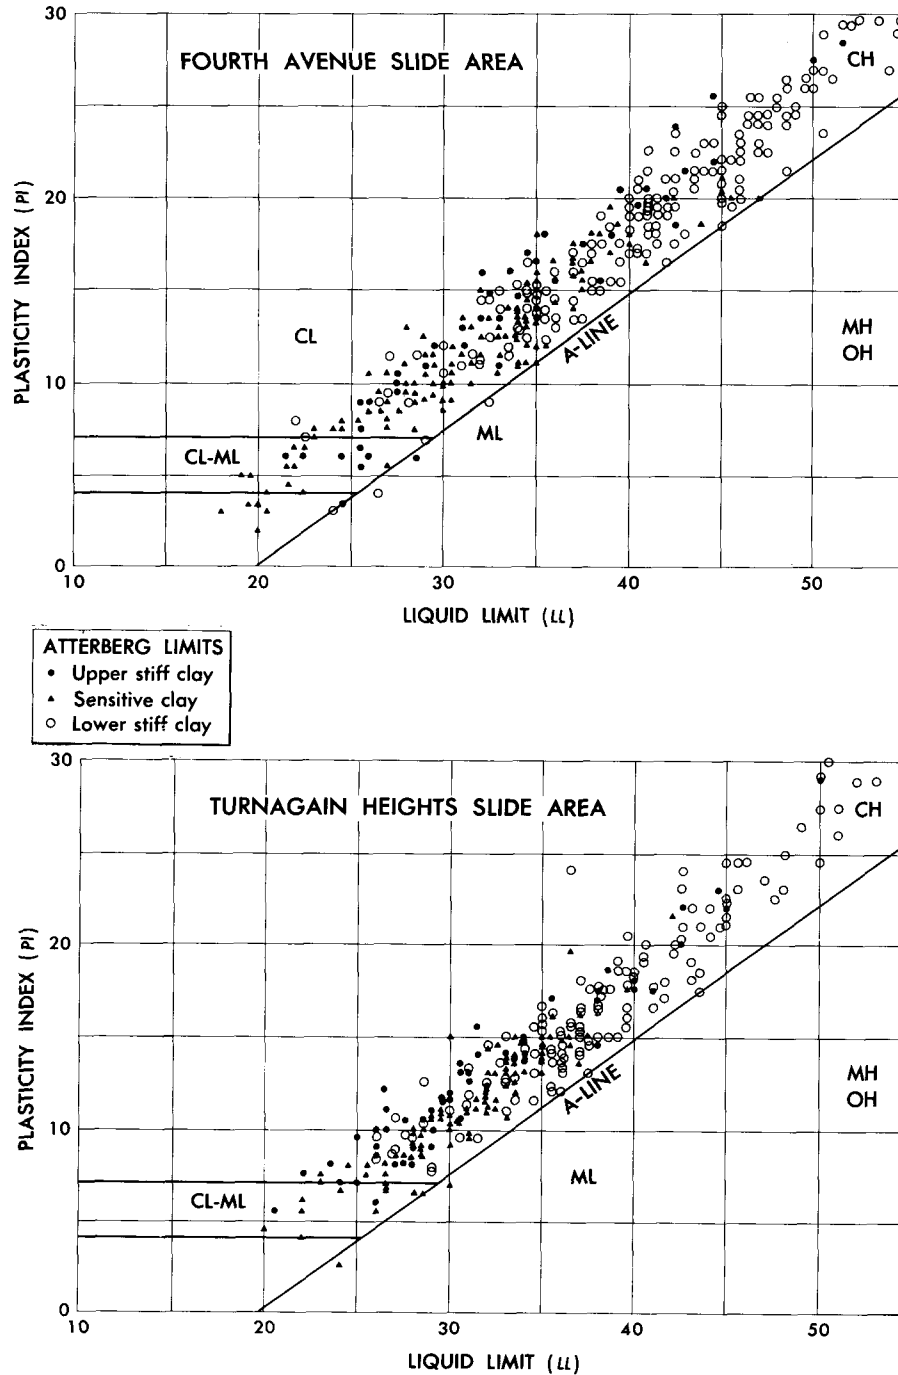 30
FOURTH AVENUE SLIDE AREA
CH
20
PLASTICITY INDEX (PI)
CL
A-LINE
MH
OH
10
ML
CL-ML
0
10 20 30 40 50
LIQUID LIMIT (LL)
ATTERBERG LIMITS
Upper stiff clay
Sensitive clay
Lower stiff clay
30
TURNAGAIN HEIGHTS SLIDE AREA
CH
20
PLASTICITY INDEX (PI)
A-LINE
MH
OH
10
ML
CL-ML
0
10 20 30 40 50
LIQUID LIMIT (LL)